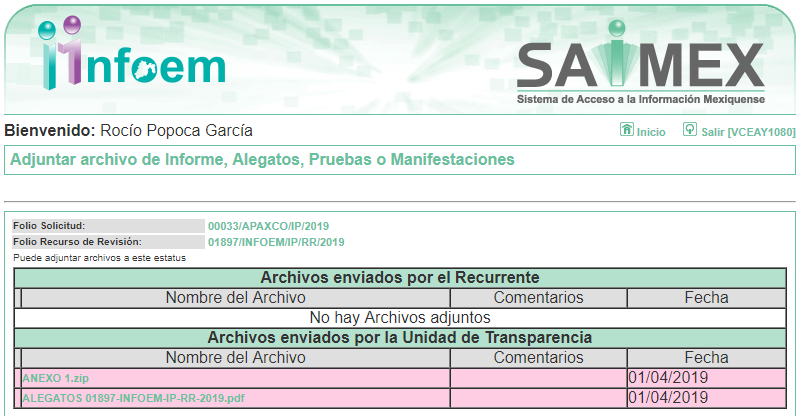 infoem
SAIMEX
Sistema de Acceso a la Información Mexiquense
Bienvenido: Rocío Popoca García
Inicio Salir [VCEAY1080]
Adjuntar archivo de Informe, Alegatos, Pruebas o Manifestaciones
Folio Solicitud: 00033/APAXCO/IP/2019
Folio Recurso de Revisión: 01897/INFOEM/IP/RR/2019
Puede adjuntar archivos a este estatus
Archivos enviados por el Recurrente
Nombre del Archivo Comentarios Fecha
No hay Archivos adjuntos
Archivos enviados por la Unidad de Transparencia
Nombre del Archivo Comentarios Fecha
ANEXO 1.zip 01/04/2019
ALEGATOS 01897-INFOEM-IP-RR-2019.pdf 01/04/2019